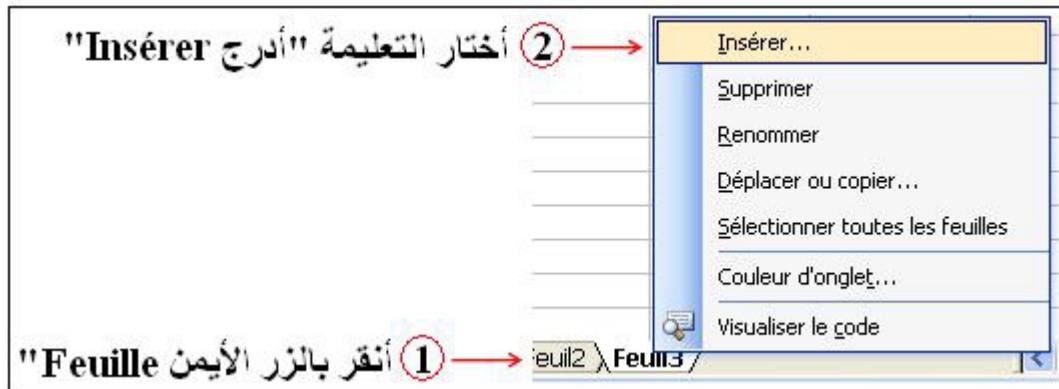 ② أختار التعليمة "أدرج Insérer"
Insérer...
Supprimer
Renommer
Déplacer ou copier...
Sélectionner toutes les feuilles
Couleur d'onglet...
Visualiser le code
① أنقر بالزر الأيمن Feuille"
euil2 Feuil3